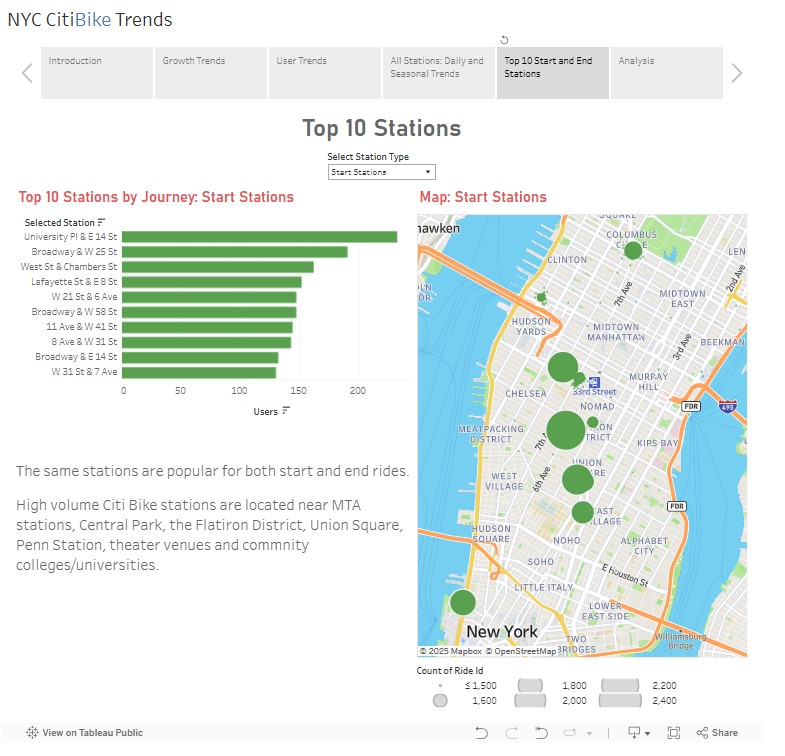 NYC CitiBike Trends
Introduction
Growth Trends
User Trends
All Stations: Daily and
Seasonal Trends
Top 10 Start and End
Stations
Analysis
Top 10 Stations
Select Station Type
Start Stations
Top 10 Stations by Journey: Start Stations
Selected Station
University Pl & E 14 St
Broadway & W 25 St
West St & Chambers St
Lafayette St & E 8 St
W 21 St & 6 Ave
Broadway & W 58 St
11 Ave & W 41 St
8 Ave & W 31 St
Broadway & E 14 St
W 31 St & 7 Ave
0 50 100 150 200
Users
The same stations are popular for both start and end rides.
High volume Citi Bike stations are located near MTA
stations, Central Park, the Flatiron District, Union Square,
Penn Station, theater venues and commnity
colleges/universities.
Map: Start Stations
SQUARE
hawken
COLUMBUS
CLINTON
LEN
2nd Ave
7th Ave
MIDTOWN
EAST
HUDSON
YARDS
MIDTOWN
MANHATTAN
BEEKMAN
3rd Ave
MURRAY
HILL
CHELSEA
33rd Street
NOMAD
FDR
495
MEATPACKING
DISTRICT
7th
ON
TRICT
KIPS BAY
UNION
RE
WEST
VILLAGE
6th Ave
FDR
EAST
LLAGE
HUDSON
SQUARE
NOHO
ALPHABET
CITY
SOHO
E Houston St
LITTLE ITALY
LOWER
EAST SIDE
New York
TWO
BRIDGES
Williamsburg
Bridge
© 2025 Mapbox © OpenStreetMap
Count of Ride Id
≤ 1,500 1,800 2,200
1,600 2,000 2,400
View on Tableau Public
Share